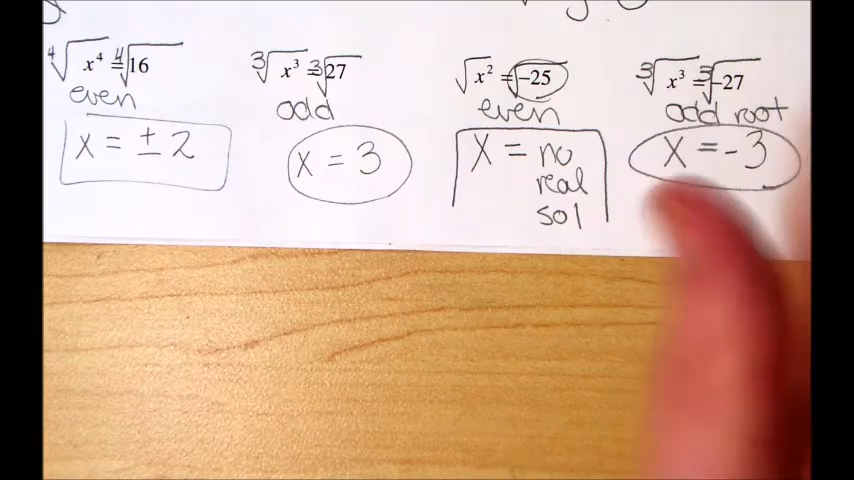 ⁴√x⁴ = ⁴√16
even
x = ± 2
³√x³ = ³√27
odd
x = 3
√x² = √-25
even
X = no
real
sol
³√x³ = ³√-27
odd root
X = -3